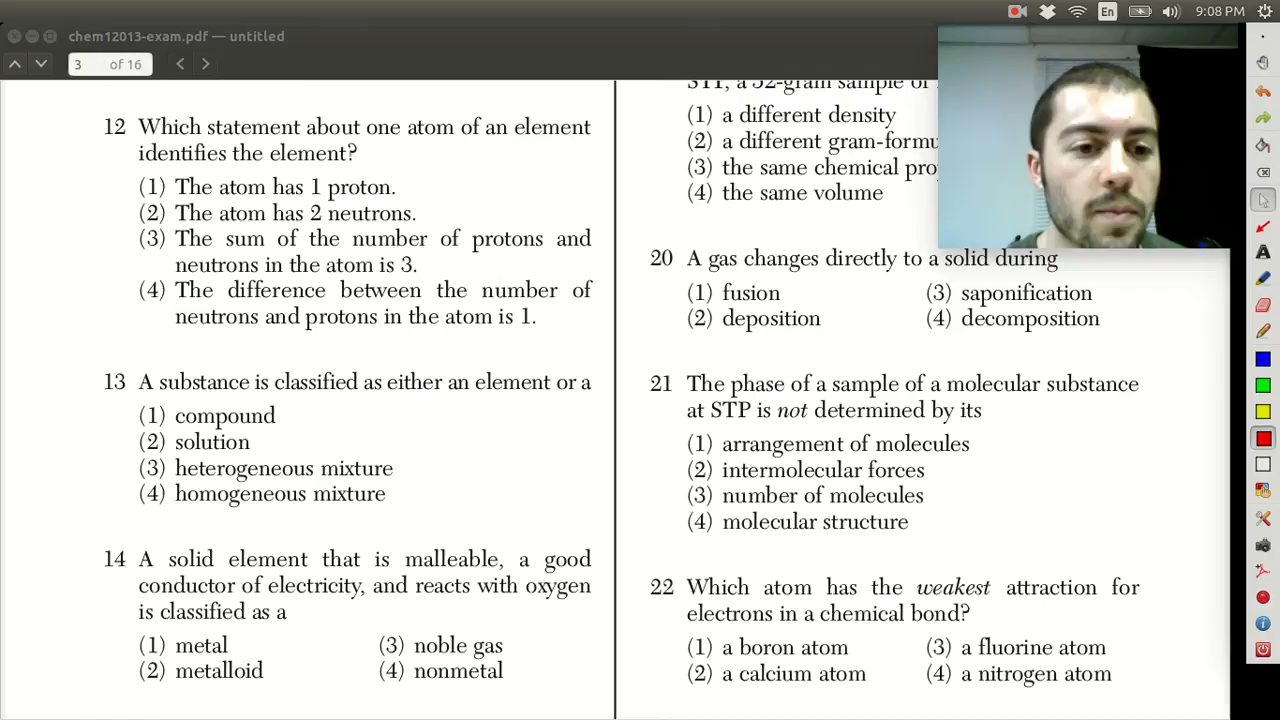 En
9:08 PM
chem12013-exam.pdf — untitled
3 of 16
12 Which statement about one atom of an element
identifies the element?
(1) The atom has 1 proton.
(2) The atom has 2 neutrons.
(3) The sum of the number of protons and
neutrons in the atom is 3.
(4) The difference between the number of
neutrons and protons in the atom is 1.
13 A substance is classified as either an element or a
(1) compound
(2) solution
(3) heterogeneous mixture
(4) homogeneous mixture
14 A solid element that is malleable, a good
conductor of electricity, and reacts with oxygen
is classified as a
(1) metal (3) noble gas
(2) metalloid (4) nonmetal
sample of
(1) a different density
(2) a different
(3) the same chemical
(4) the same volume
20 A gas changes directly to a solid during
(1) fusion (3) saponification
(2) deposition (4) decomposition
21 The phase of a sample of a molecular substance
at STP is not determined by its
(1) arrangement of molecules
(2) intermolecular forces
(3) number of molecules
(4) molecular structure
22 Which atom has the weakest attraction for
electrons in a chemical bond?
(1) a boron atom (3) a fluorine atom
(2) a calcium atom (4) a nitrogen atom